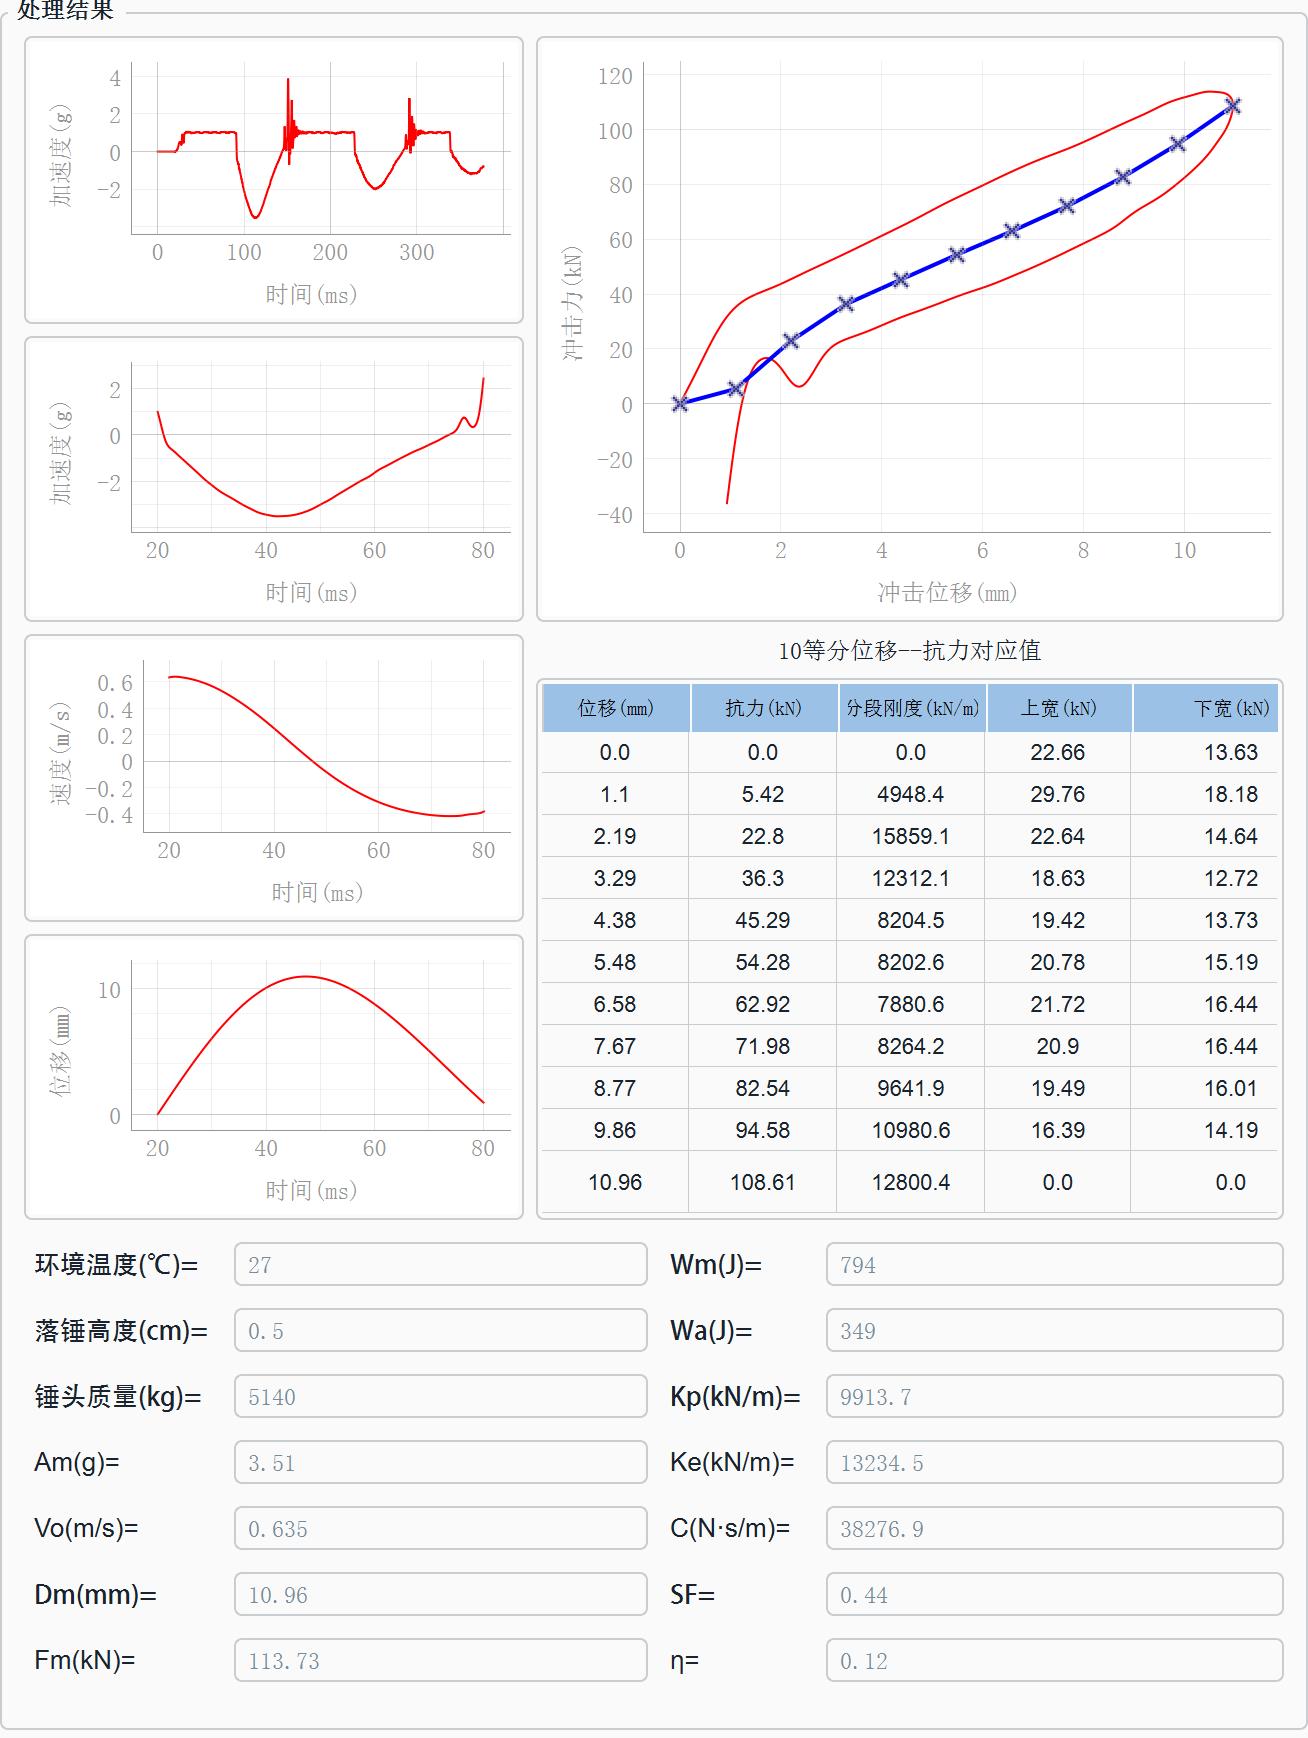 处理结果
4
2
0
−2
加速度(g)
0 100 200 300
时间(ms)
2
0
−2
加速度(g)
20 40 60 80
时间(ms)
0.6
0.4
0.2
0
−0.2
−0.4
速度(m/s)
20 40 60 80
时间(ms)
10
0
位移(mm)
20 40 60 80
时间(ms)
120
100
80
60
40
20
0
−20
−40
冲击力(kN)
0 2 4 6 8 10
冲击位移(mm)
10等分位移--抗力对应值
位移(mm) 抗力(kN) 分段刚度(kN/m) 上宽(kN) 下宽(kN)
0.0 0.0 0.0 22.66 13.63
1.1 5.42 4948.4 29.76 18.18
2.19 22.8 15859.1 22.64 14.64
3.29 36.3 12312.1 18.63 12.72
4.38 45.29 8204.5 19.42 13.73
5.48 54.28 8202.6 20.78 15.19
6.58 62.92 7880.6 21.72 16.44
7.67 71.98 8264.2 20.9 16.44
8.77 82.54 9641.9 19.49 16.01
9.86 94.58 10980.6 16.39 14.19
10.96 108.61 12800.4 0.0 0.0
环境温度(℃)= 27 Wm(J)= 794
落锤高度(cm)= 0.5 Wa(J)= 349
锤头质量(kg)= 5140 Kp(kN/m)= 9913.7
Am(g)= 3.51 Ke(kN/m)= 13234.5
Vo(m/s)= 0.635 C(N·s/m)= 38276.9
Dm(mm)= 10.96 SF= 0.44
Fm(kN)= 113.73 η= 0.12